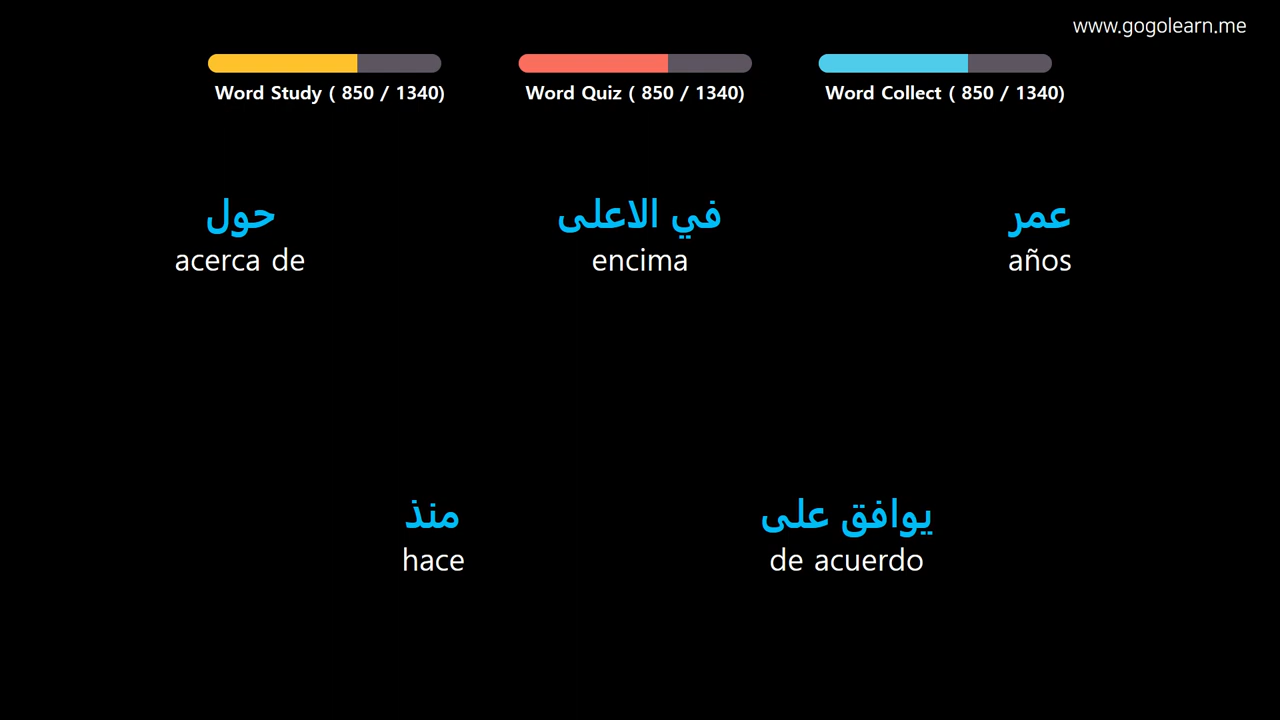 www.gogolearn.me
Word Study ( 850 / 1340)
Word Quiz ( 850 / 1340)
Word Collect ( 850 / 1340)
حول
acerca de
في الاعلى
encima
عمر
años
منذ
hace
يوافق على
de acuerdo